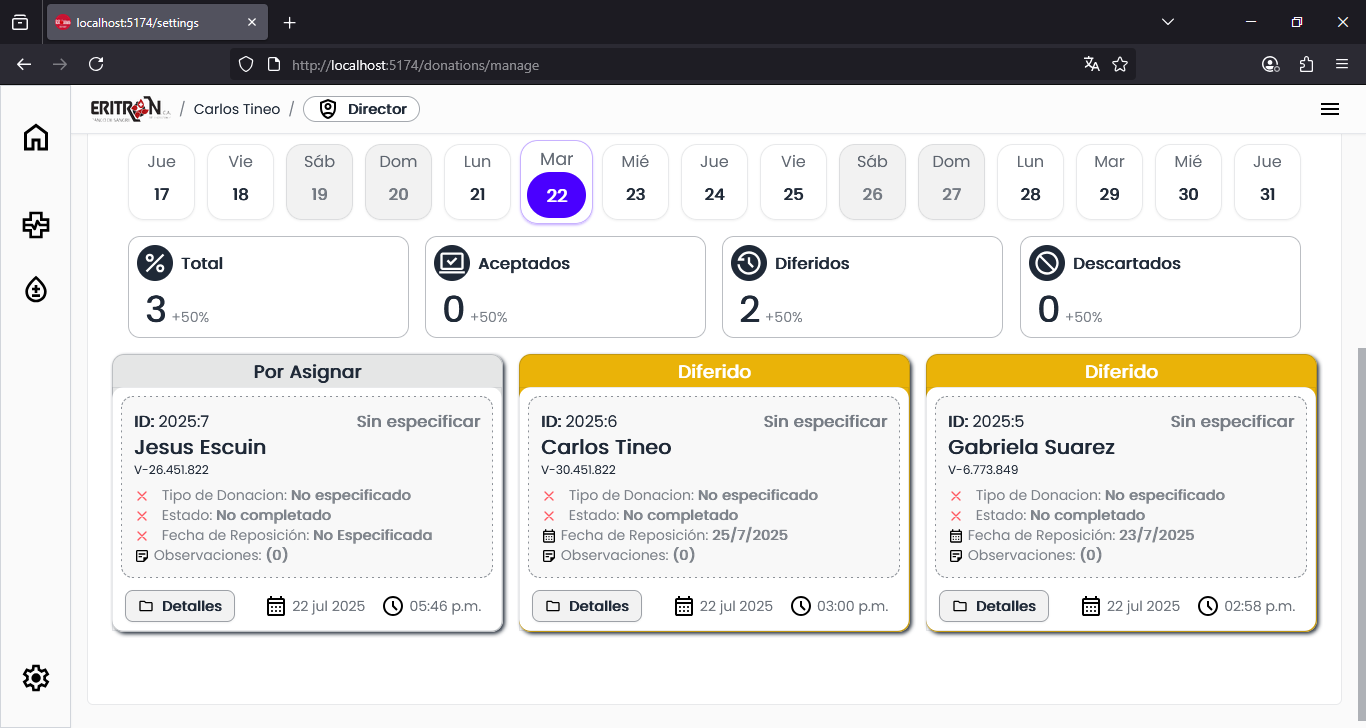 localhost:5174/settings
http://localhost:5174/donations/manage
ERITRON C.A. / Carlos Tineo / Director
Jue Vie Sáb Dom Lun Mar Mié Jue Vie Sáb Dom Lun Mar Mié Jue
17 18 19 20 21 22 23 24 25 26 27 28 29 30 31
Total Aceptados Diferidos Descartados
3 +50% 0 +50% 2 +50% 0 +50%
Por Asignar
ID: 2025:7 Sin especificar
Jesus Escuin
V-26.451.822
Tipo de Donacion: No especificado
Estado: No completado
Fecha de Reposición: No Especificada
Observaciones: (0)
Detalles 22 jul 2025 05:46 p.m.
Diferido
ID: 2025:6 Sin especificar
Carlos Tineo
V-30.451.822
Tipo de Donacion: No especificado
Estado: No completado
Fecha de Reposición: 25/7/2025
Observaciones: (0)
Detalles 22 jul 2025 03:00 p.m.
Diferido
ID: 2025:5 Sin especificar
Gabriela Suarez
V-6.773.849
Tipo de Donacion: No especificado
Estado: No completado
Fecha de Reposición: 23/7/2025
Observaciones: (0)
Detalles 22 jul 2025 02:58 p.m.